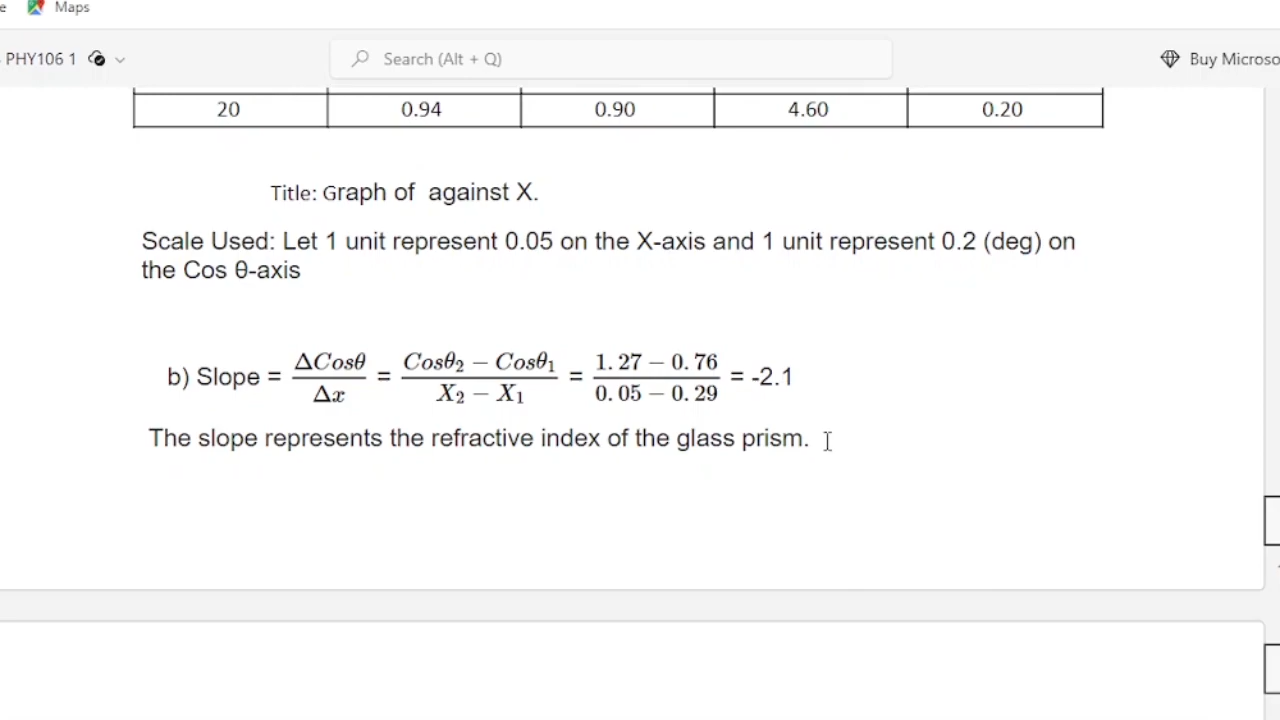 e Maps
PHY106 1
Search (Alt + Q)
Buy Microso
20 0.94 0.90 4.60 0.20
Title: Graph of against X.
Scale Used: Let 1 unit represent 0.05 on the X-axis and 1 unit represent 0.2 (deg) on
the Cos θ-axis
b) Slope = ΔCosθ / Δx = Cosθ₂ − Cosθ₁ / X₂ − X₁ = 1.27 − 0.76 / 0.05 − 0.29 = -2.1
The slope represents the refractive index of the glass prism.